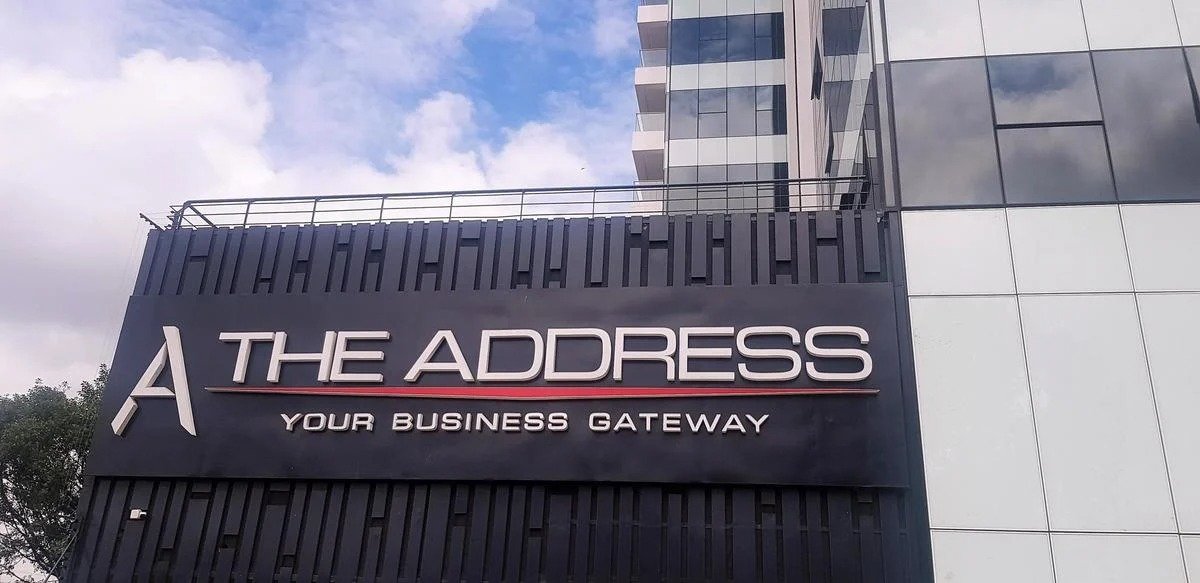 A THE ADDRESS
YOUR BUSINESS GATEWAY